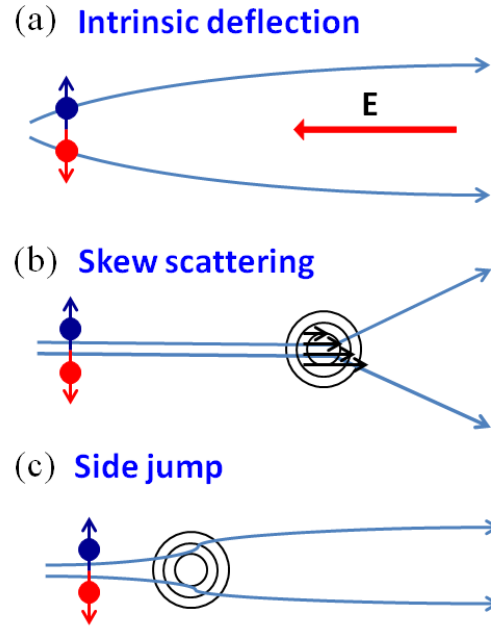 (a) Intrinsic deflection
E
(b) Skew scattering
(c) Side jump